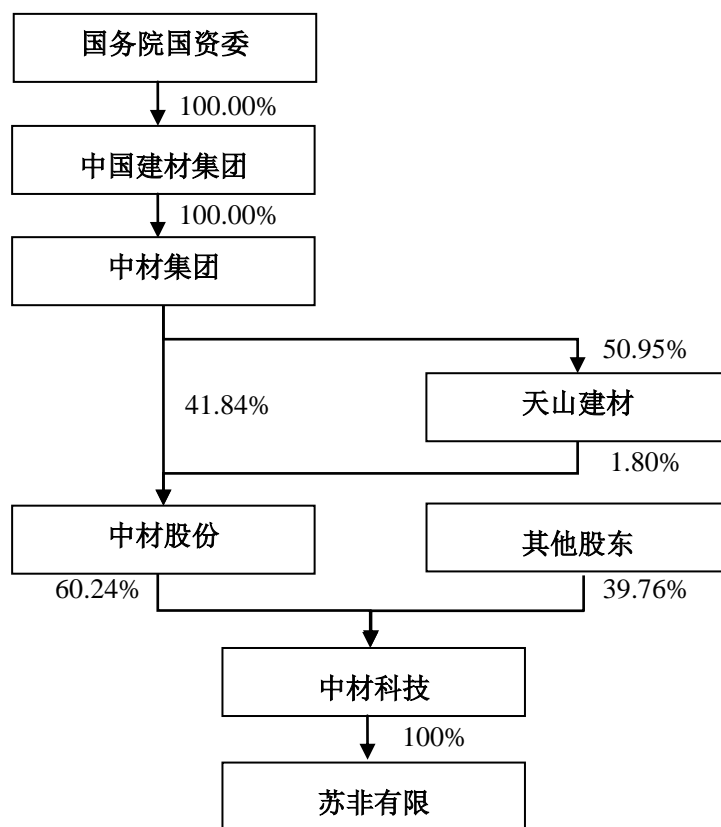 国务院国资委
100.00%
中国建材集团
100.00%
中材集团
50.95%
41.84%
天山建材
1.80%
中材股份
其他股东
60.24%
39.76%
中材科技
100%
苏非有限